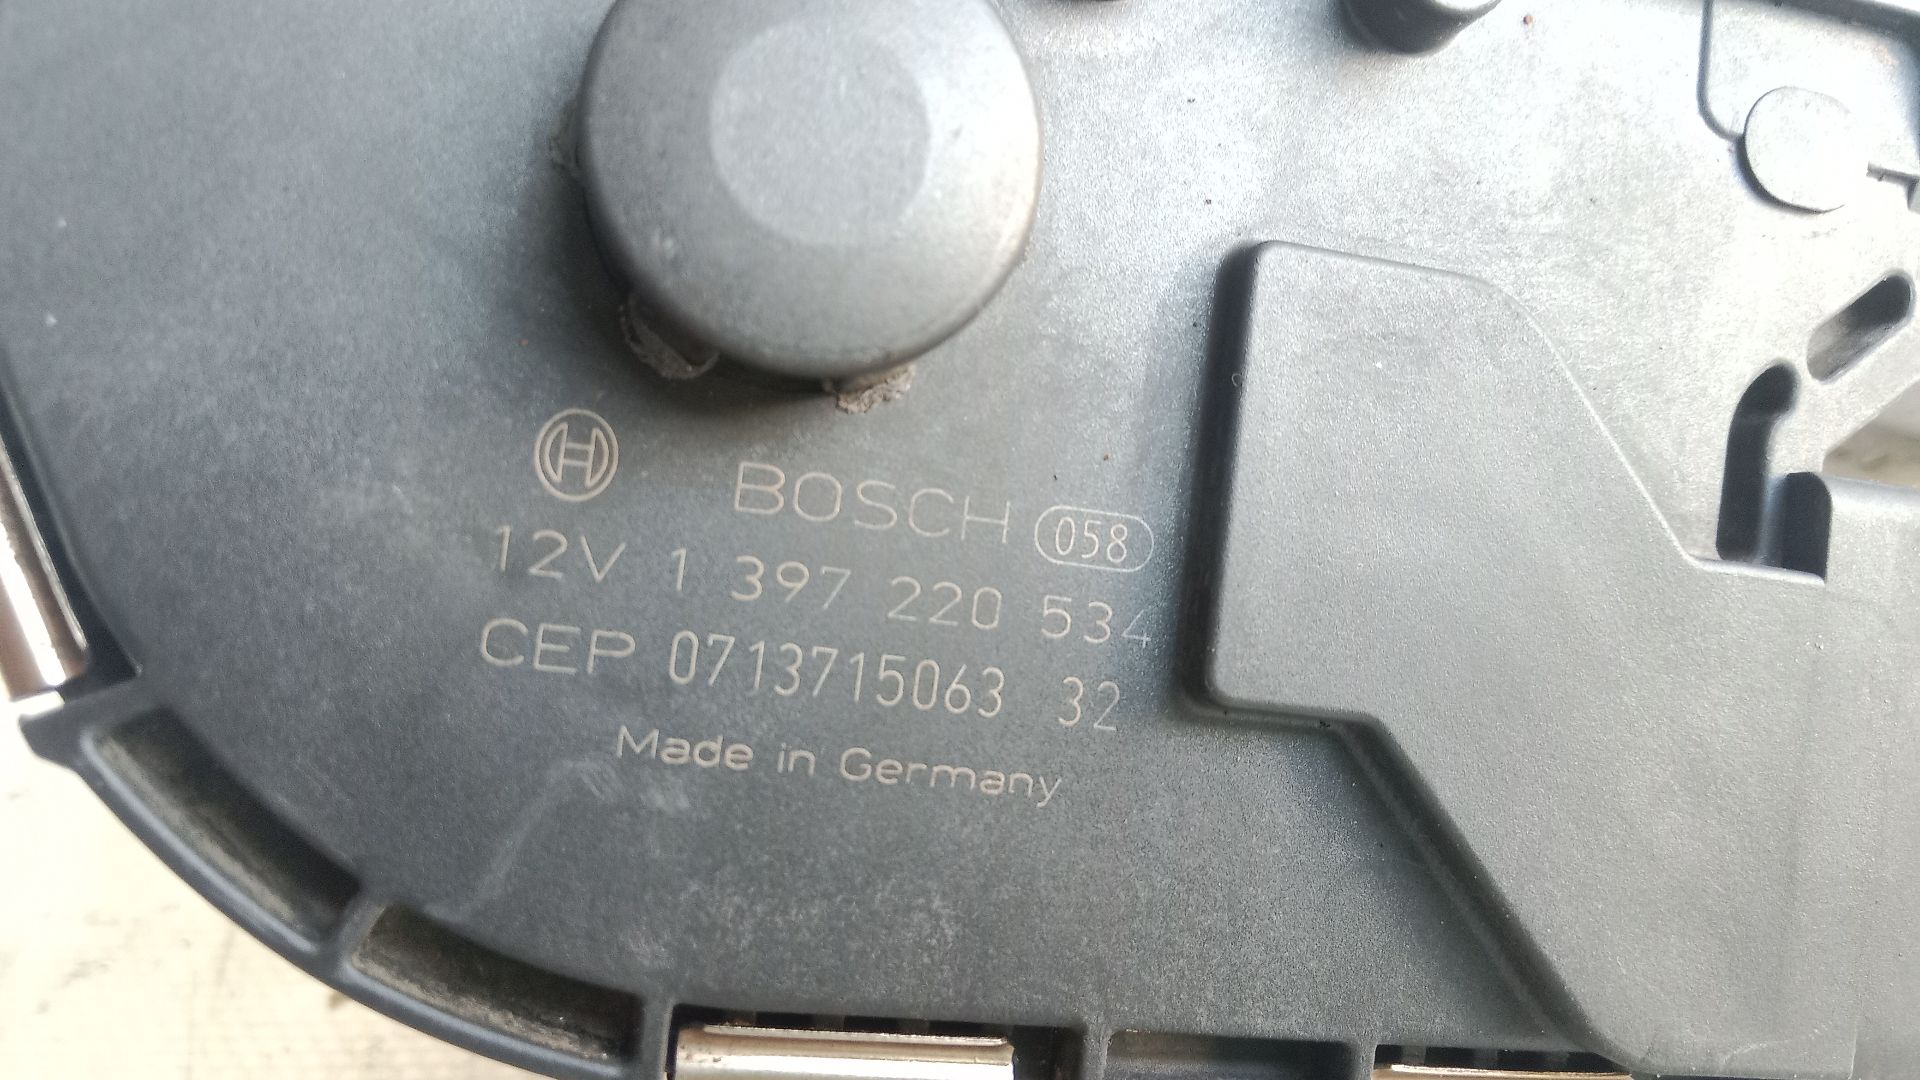 BOSCH 058
12V 1 397 220 534
CEP 0713715063 32
Made in Germany